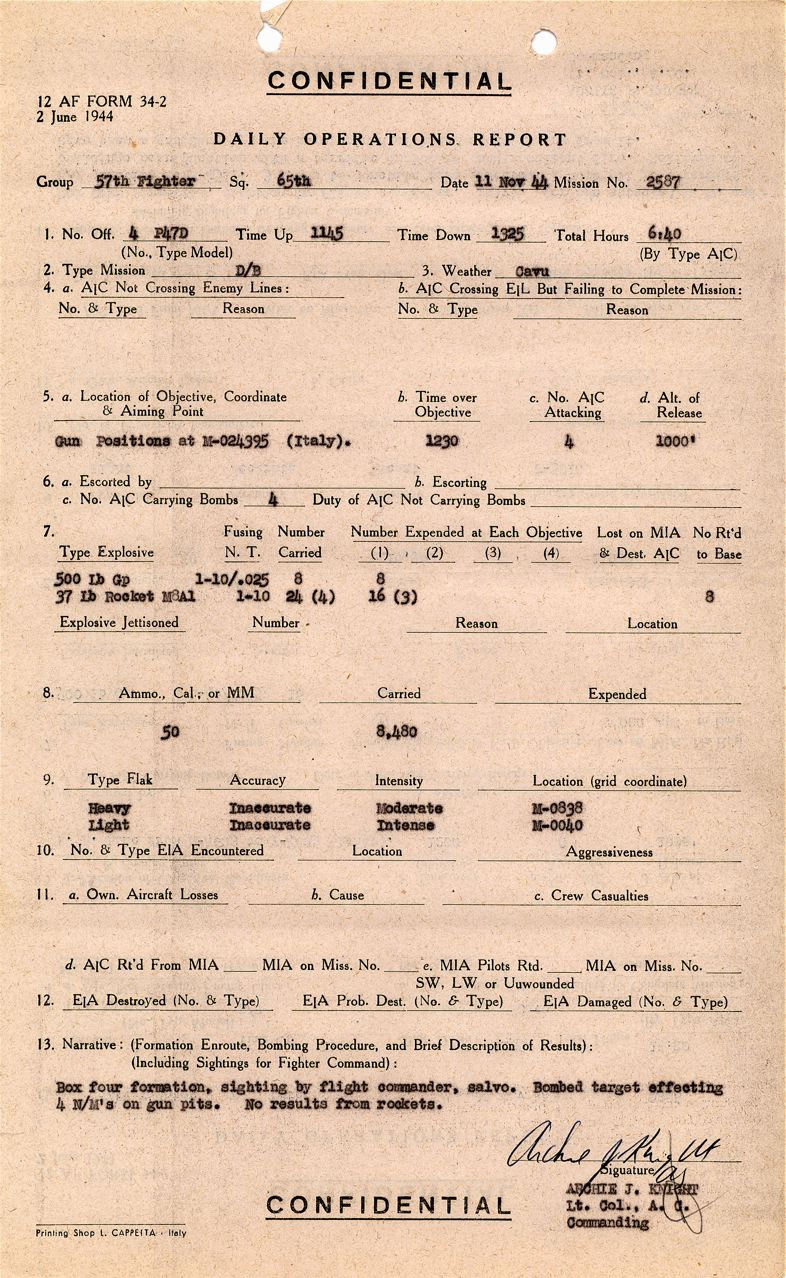 CONFIDENTIAL
12 AF FORM 34-2
2 June 1944
DAILY OPERATIONS REPORT
Group 57th Fighter Sq. 65th Date 11 Nov 44 Mission No. 2587
1. No. Off. 4 P47D Time Up 1145 Time Down 1325 Total Hours 6:40
(No., Type Model) (By Type A|C)
2. Type Mission D/B 3. Weather Cavu
4. a. A|C Not Crossing Enemy Lines: b. A|C Crossing E|L But Failing to Complete Mission:
No. & Type Reason No. & Type Reason
5. a. Location of Objective, Coordinate b. Time over c. No. A|C d. Alt. of
& Aiming Point Objective Attacking Release
Gun Positions at M-024395 (Italy). 1230 4 1000'
6. a. Escorted by b. Escorting
c. No. A|C Carrying Bombs 4 Duty of A|C Not Carrying Bombs
7. Fusing Number Number Expended at Each Objective Lost on MIA No Rt'd
Type Explosive N. T. Carried (1) (2) (3) (4) & Dest. A|C to Base
500 Lb Gp 1-10/.025 8 8
37 Lb Rocket M8A1 1-10 24 (4) 16 (3) 8
Explosive Jettisoned Number Reason Location
8. Ammo., Cal., or MM Carried Expended
50 8,480
9. Type Flak Accuracy Intensity Location (grid coordinate)
Heavy Inaccurate Moderate M-0838
Light Inaccurate Intense M-0040
10. No. & Type E|A Encountered Location Aggressiveness
11. a. Own. Aircraft Losses b. Cause c. Crew Casualties
d. A|C Rt'd From MIA MIA on Miss. No. e. MIA Pilots Rtd. MIA on Miss. No.
SW, LW or Uuwounded
12. E|A Destroyed (No. & Type) E|A Prob. Dest. (No. & Type) E|A Damaged (No. & Type)
13. Narrative: (Formation Enroute, Bombing Procedure, and Brief Description of Results):
(Including Sightings for Fighter Command):
Box four formation, sighting by flight commander, salvo. Bombed target effecting
4 N/M's on gun pits. No results from rockets.
Archie J Knight
Signature
ARCHIE J. KNIGHT
Lt. Col., A. C.
Commanding
CONFIDENTIAL
Printing Shop L. CAPPETTA - Italy